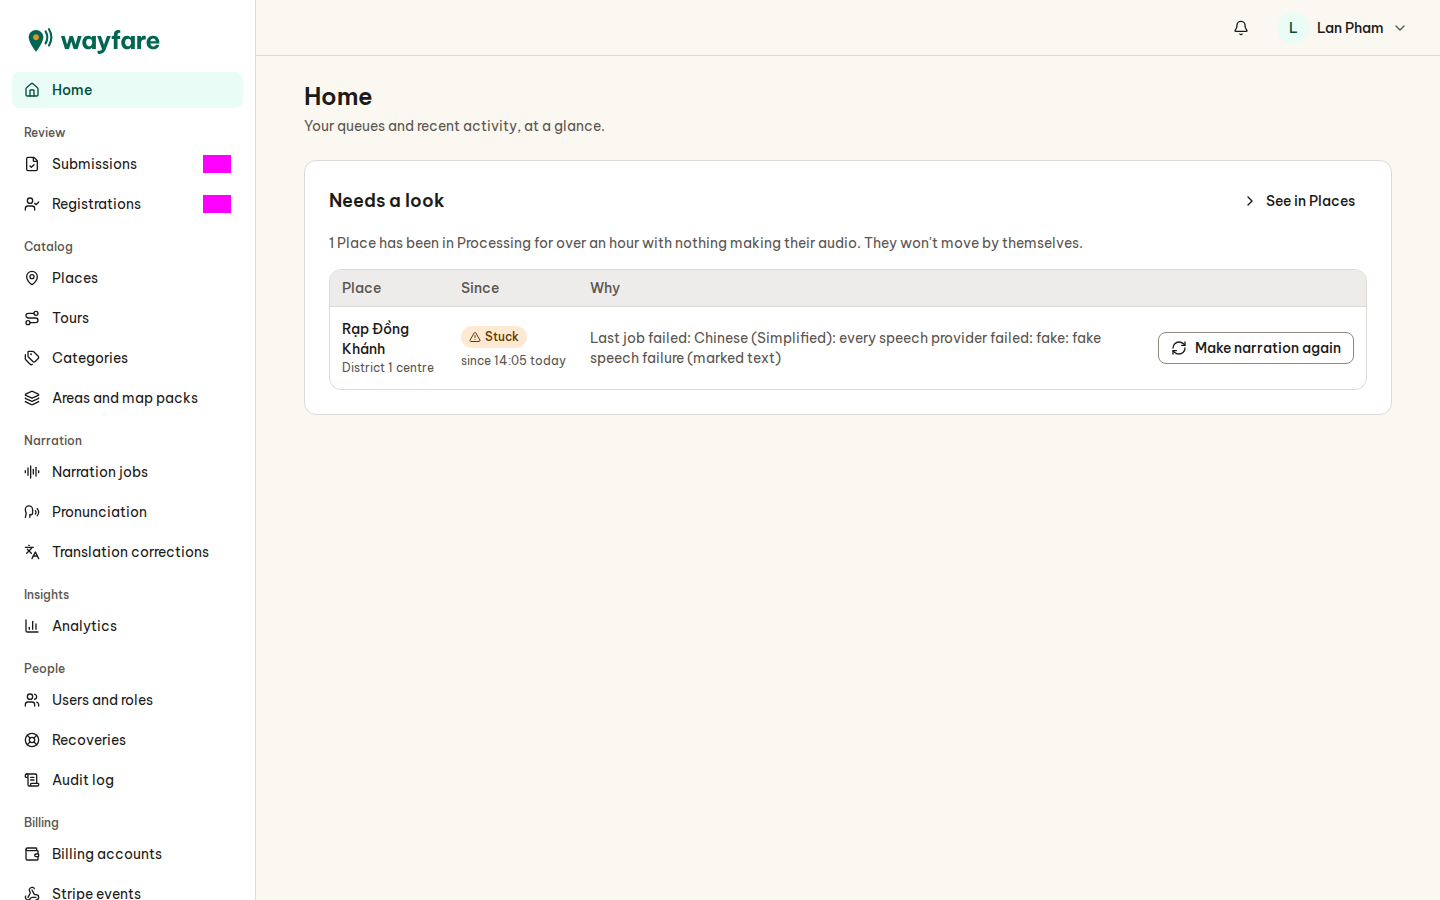 wayfare
L
Lan Pham
Home
Review
Submissions
Registrations
Catalog
Places
Tours
Categories
Areas and map packs
Narration
Narration jobs
Pronunciation
Translation corrections
Insights
Analytics
People
Users and roles
Recoveries
Audit log
Billing
Billing accounts
Stripe events
Home
Your queues and recent activity, at a glance.
Needs a look
See in Places
1 Place has been in Processing for over an hour with nothing making their audio. They won't move by themselves.
Place Since Why
Rạp Đồng
Khánh
District 1 centre
Stuck
since 14:05 today
Last job failed: Chinese (Simplified): every speech provider failed: fake: fake
speech failure (marked text)
Make narration again